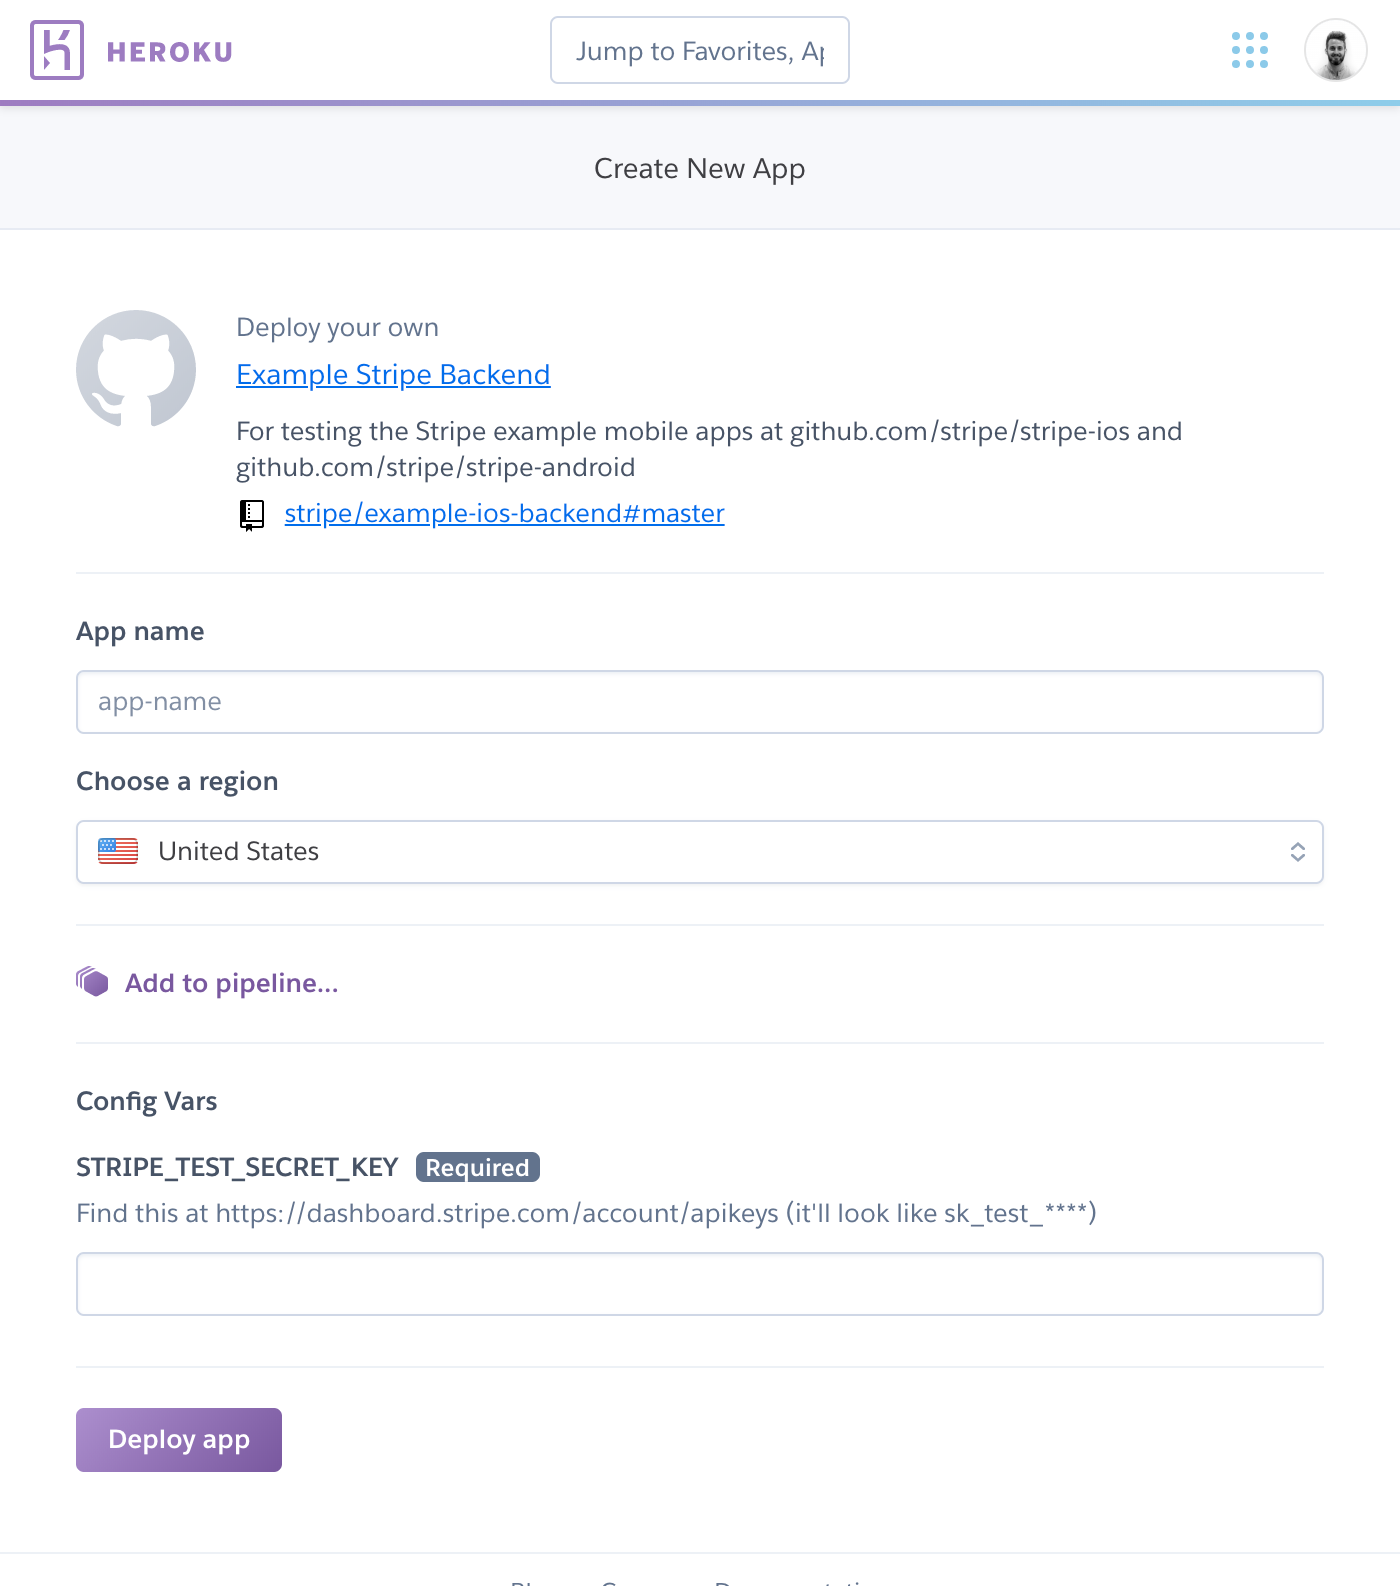 HEROKU
Jump to Favorites, Ap
Create New App
Deploy your own
Example Stripe Backend
For testing the Stripe example mobile apps at github.com/stripe/stripe-ios and
github.com/stripe/stripe-android
stripe/example-ios-backend#master
App name
app-name
Choose a region
United States
Add to pipeline...
Config Vars
STRIPE_TEST_SECRET_KEY Required
Find this at https://dashboard.stripe.com/account/apikeys (it'll look like sk_test_****)
Deploy app